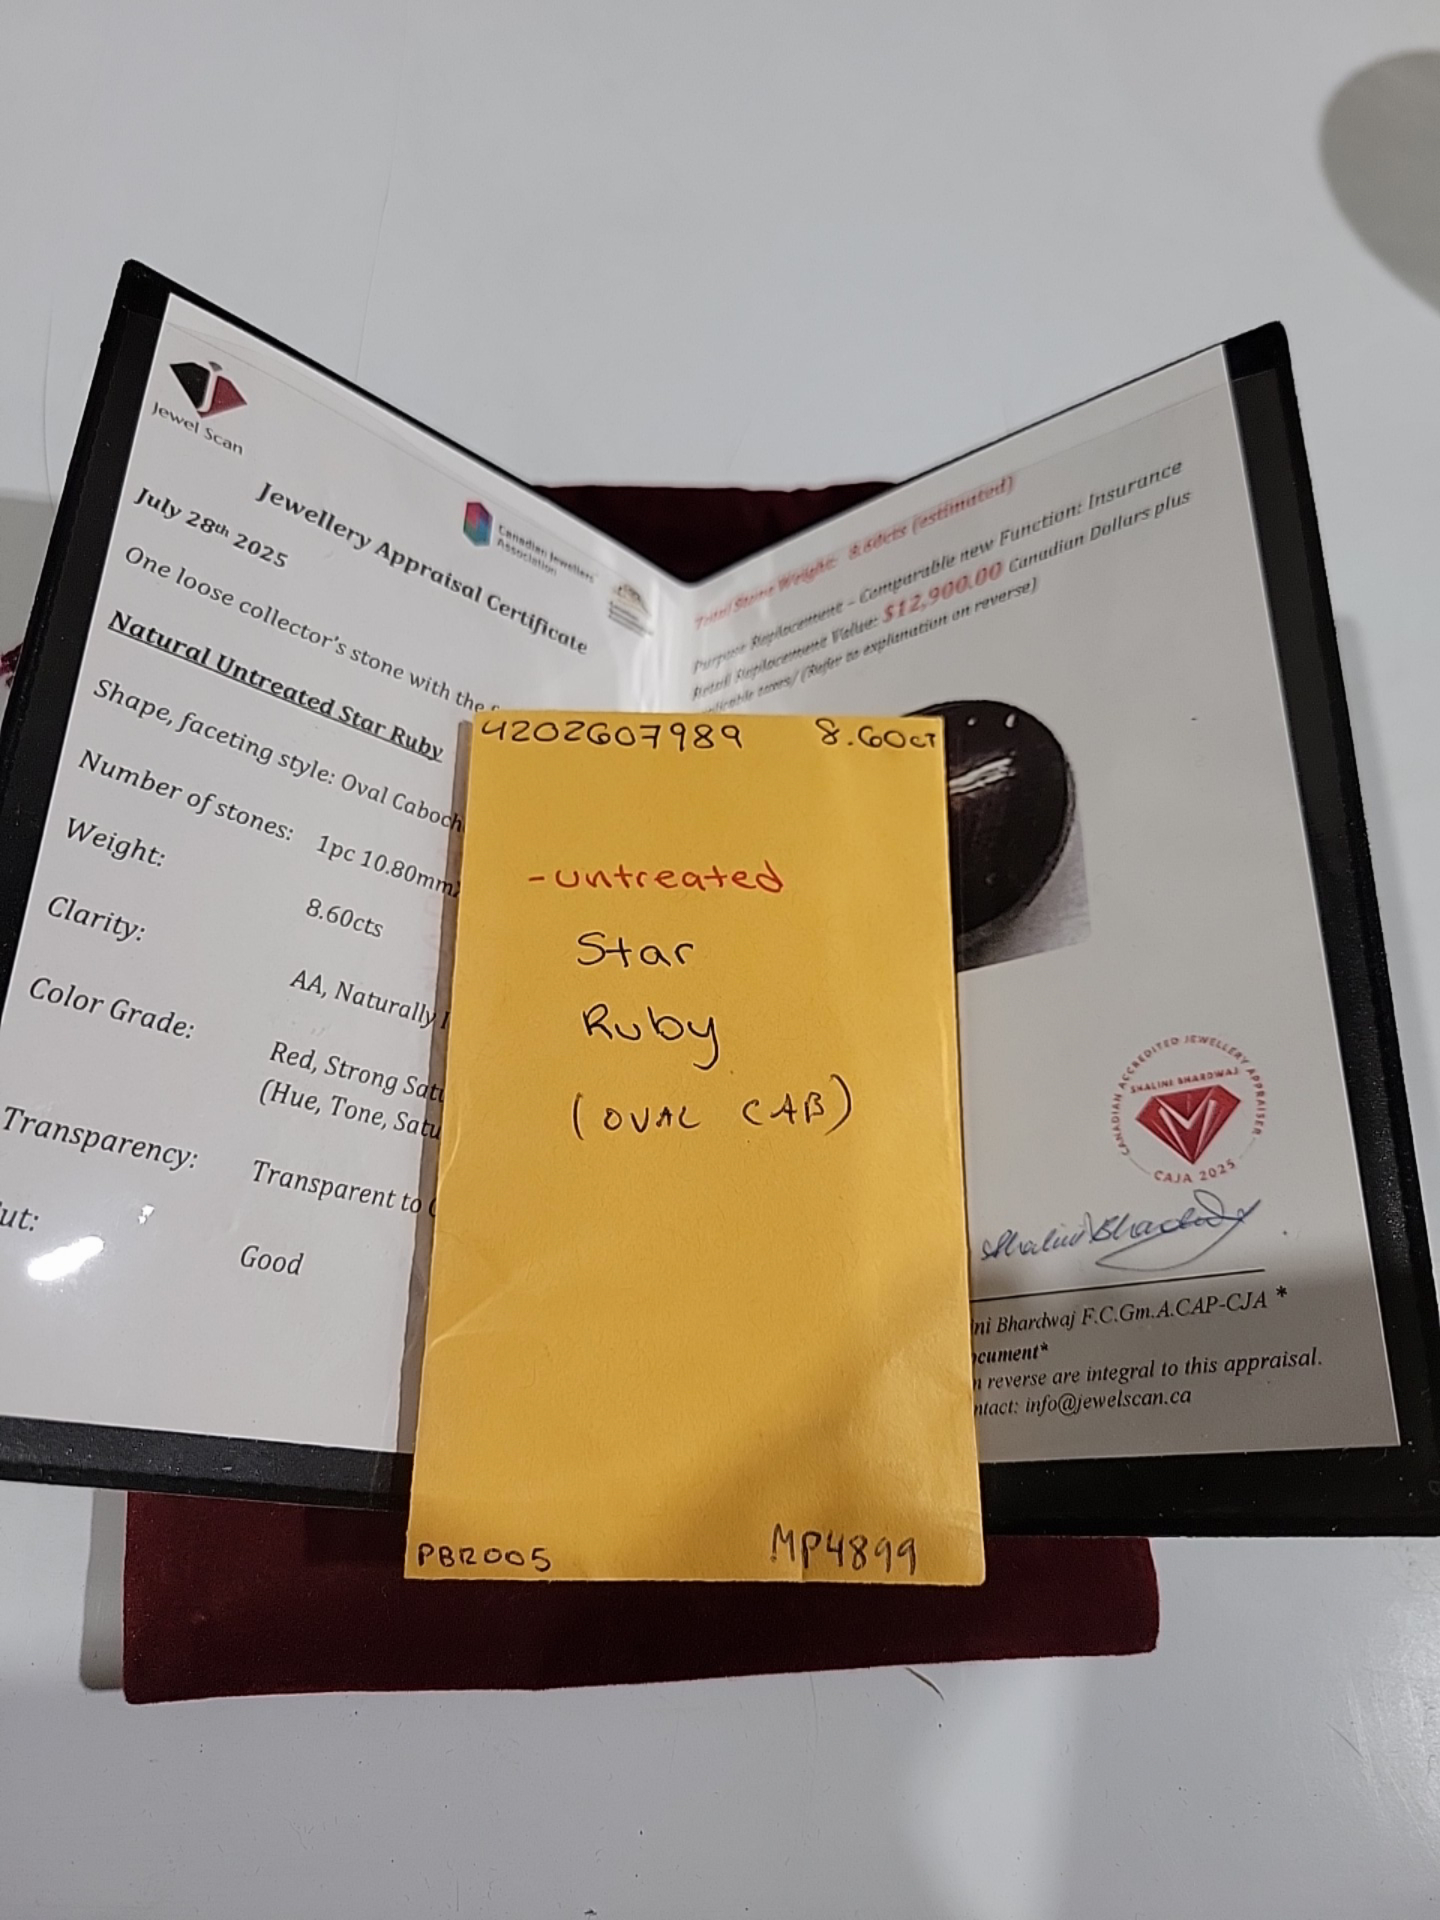 Jewel Scan
Canadian Jewellers
Association
Jewellery Appraisal Certificate
July 28th 2025
One loose collector's stone with the
Natural Untreated Star Ruby
Shape, faceting style: Oval Caboch
Number of stones: 1pc 10.80mm
Weight: 8.60cts
Clarity: AA, Naturally
Color Grade: Red, Strong Satu
(Hue, Tone, Satu
Transparency: Transparent to
ut: Good
Total Stone Weight: 8.60cts (estimated)
Purpose Replacement – Comparable new Function: Insurance
Retail Replacement Value: $12,900.00 Canadian Dollars plus
applicable taxes/ (Refer to explanation on reverse)
4202607989 8.60ct
-untreated
Star
Ruby
(OVAL CAB)
PBR005 MP4899
CANADIAN ACCREDITED JEWELLERY APPRAISER
SHALINI BHARDWAJ
CAJA 2025
Shalini Bhardwaj
ni Bhardwaj F.C.Gm.A.CAP-CJA *
cument*
n reverse are integral to this appraisal.
ntact: info@jewelscan.ca